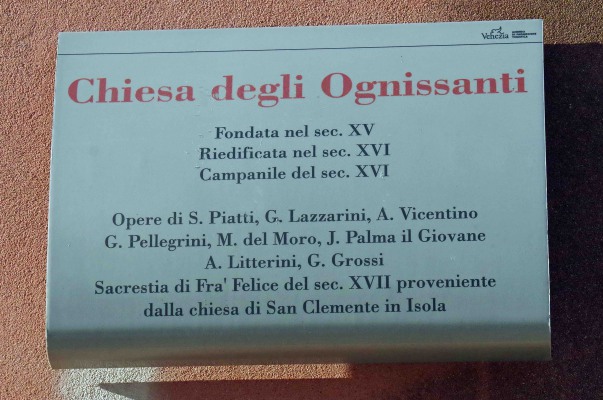 Venezia
Chiesa degli Ognissanti
Fondata nel sec. XV
Riedificata nel sec. XVI
Campanile del sec. XVI
Opere di S. Piatti, G. Lazzarini, A. Vicentino
G. Pellegrini, M. del Moro, J. Palma il Giovane
A. Litterini, G. Grossi
Sacrestia di Fra' Felice del sec. XVII proveniente
dalla chiesa di San Clemente in Isola